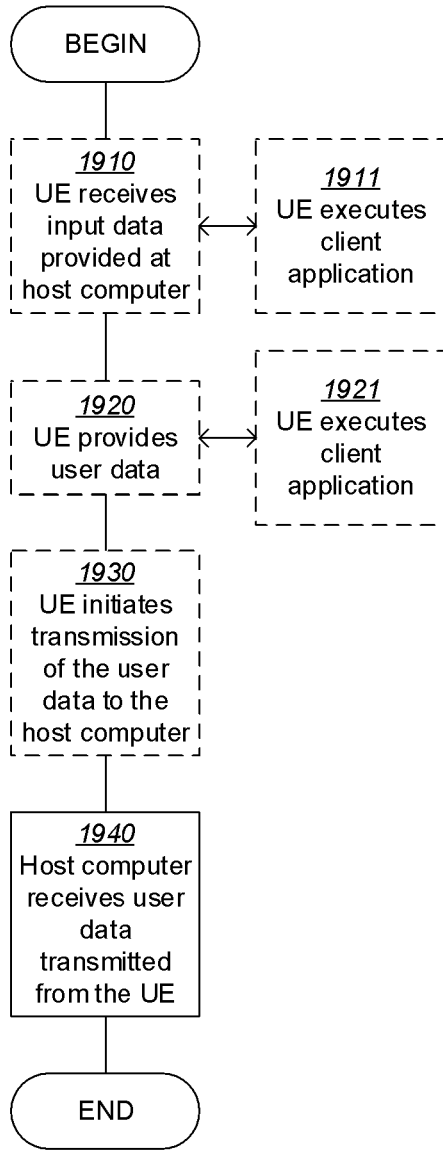 BEGIN
1910
UE receives
input data
provided at
host computer
1911
UE executes
client
application
1920
UE provides
user data
1921
UE executes
client
application
1930
UE initiates
transmission
of the user
data to the
host computer
1940
Host computer
receives user
data
transmitted
from the UE
END